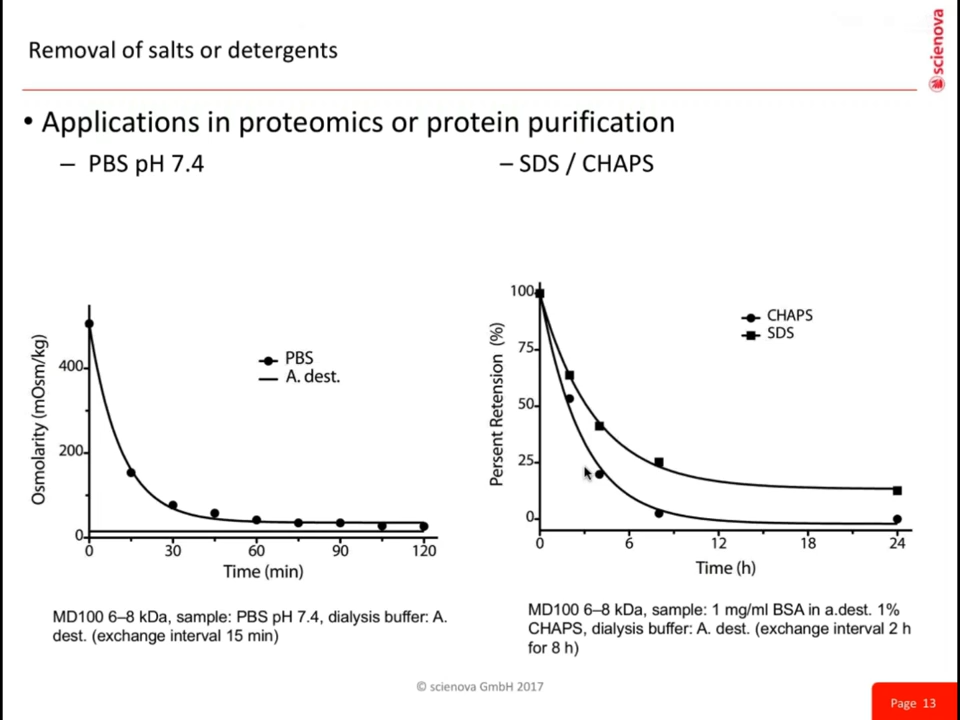 scienova
Removal of salts or detergents
• Applications in proteomics or protein purification
– PBS pH 7.4
– SDS / CHAPS
Osmolarity (mOsm/kg)
400
200
0
PBS
A. dest.
0 30 60 90 120
Time (min)
MD100 6–8 kDa, sample: PBS pH 7.4, dialysis buffer: A.
dest. (exchange interval 15 min)
Persent Retension (%)
100
75
50
25
0
CHAPS
SDS
0 6 12 18 24
Time (h)
MD100 6–8 kDa, sample: 1 mg/ml BSA in a.dest. 1%
CHAPS, dialysis buffer: A. dest. (exchange interval 2 h
for 8 h)
© scienova GmbH 2017
Page 13